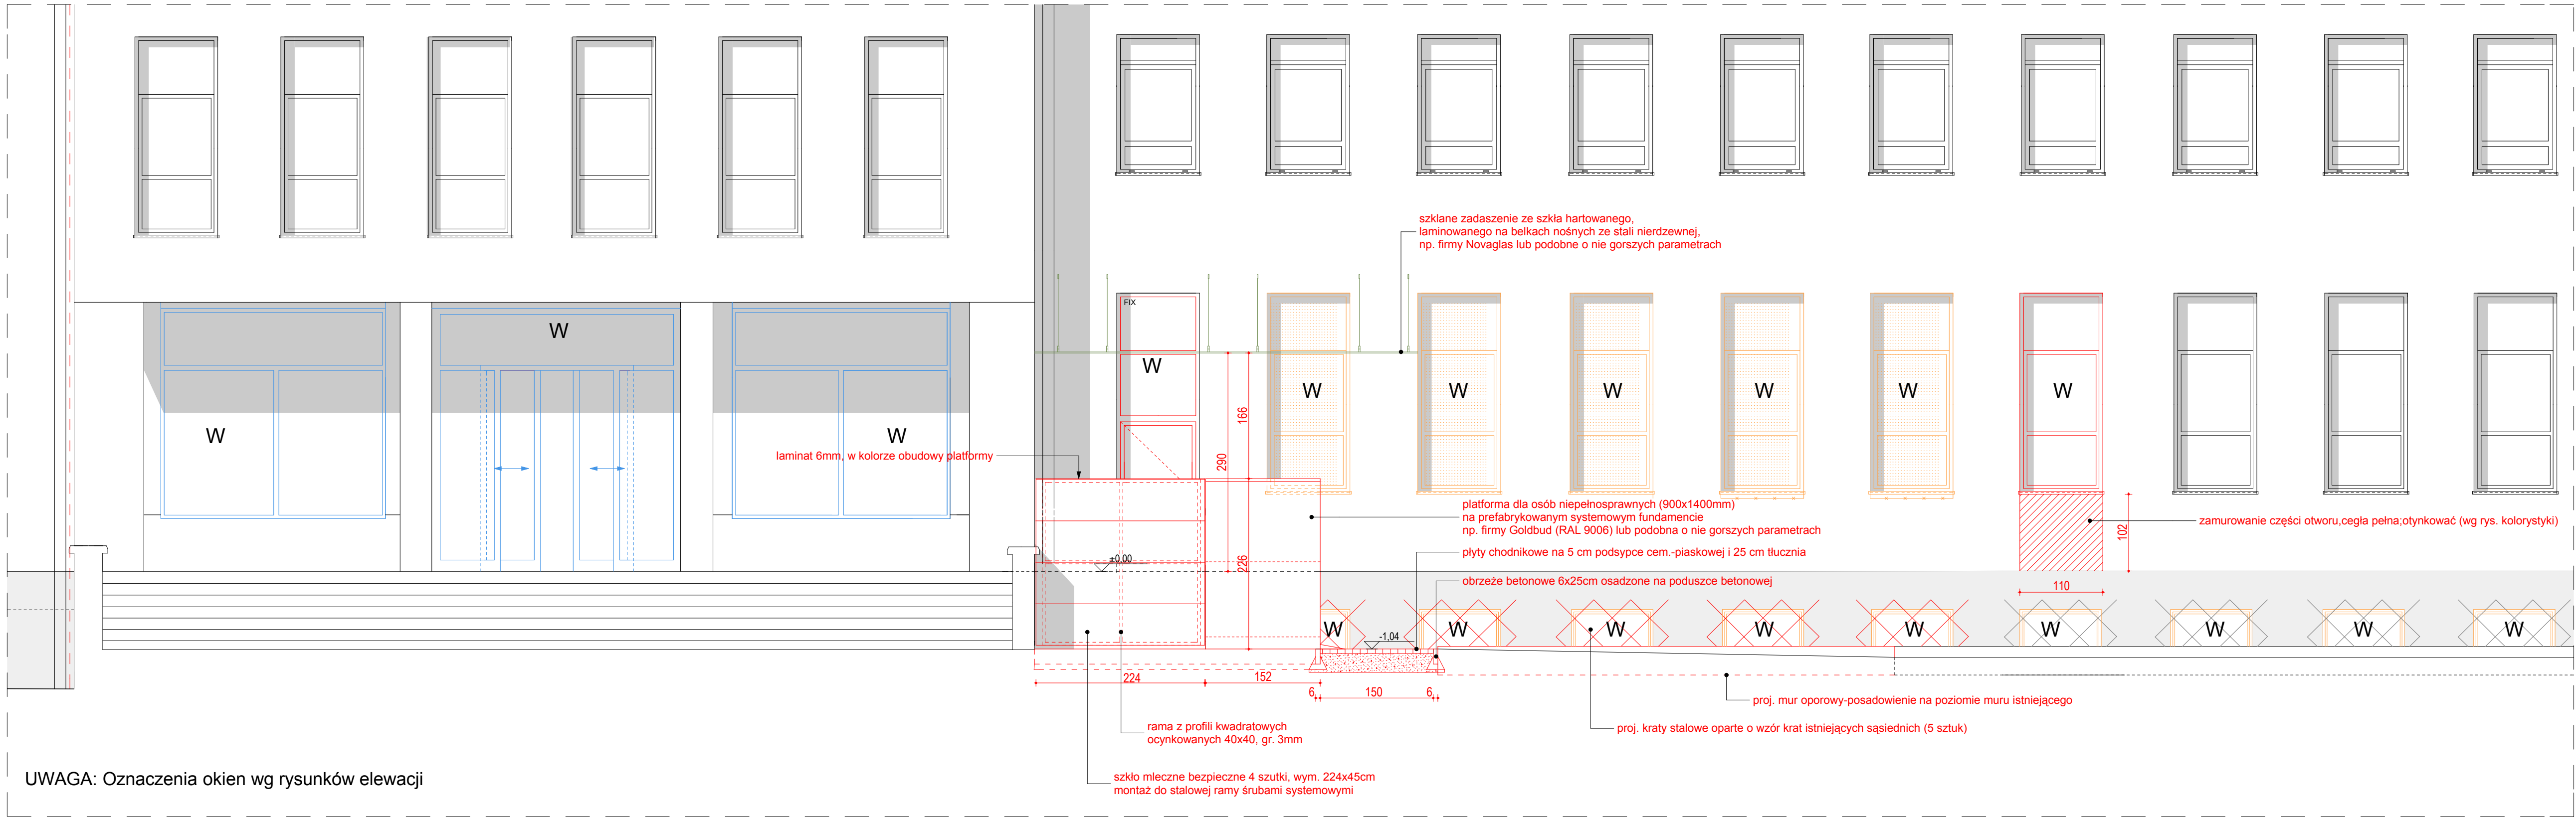 szklane zadaszenie ze szkła hartowanego,
laminowanego na belkach nośnych ze stali nierdzewnej,
np. firmy Novaglas lub podobne o nie gorszych parametrach
FIX
W
W
W
W
W
W
W
W
W
W
166
290
laminat 6mm, w kolorze obudowy platformy
platforma dla osób niepełnosprawnych (900x1400mm)
na prefabrykowanym systemowym fundamencie
np. firmy Goldbud (RAL 9006) lub podobna o nie gorszych parametrach
zamurowanie części otworu,cegła pełna;otynkować (wg rys. kolorystyki)
102
płyty chodnikowe na 5 cm podsypce cem.-piaskowej i 25 cm tłucznia
±0,00
226
obrzeże betonowe 6x25cm osadzone na poduszce betonowej
110
W
W
W
W
W
W
W
W
W
-1,04
224
152
6
150
6
proj. mur oporowy-posadowienie na poziomie muru istniejącego
rama z profili kwadratowych
ocynkowanych 40x40, gr. 3mm
proj. kraty stalowe oparte o wzór krat istniejących sąsiednich (5 sztuk)
szkło mleczne bezpieczne 4 szutki, wym. 224x45cm
montaż do stalowej ramy śrubami systemowymi
UWAGA: Oznaczenia okien wg rysunków elewacji